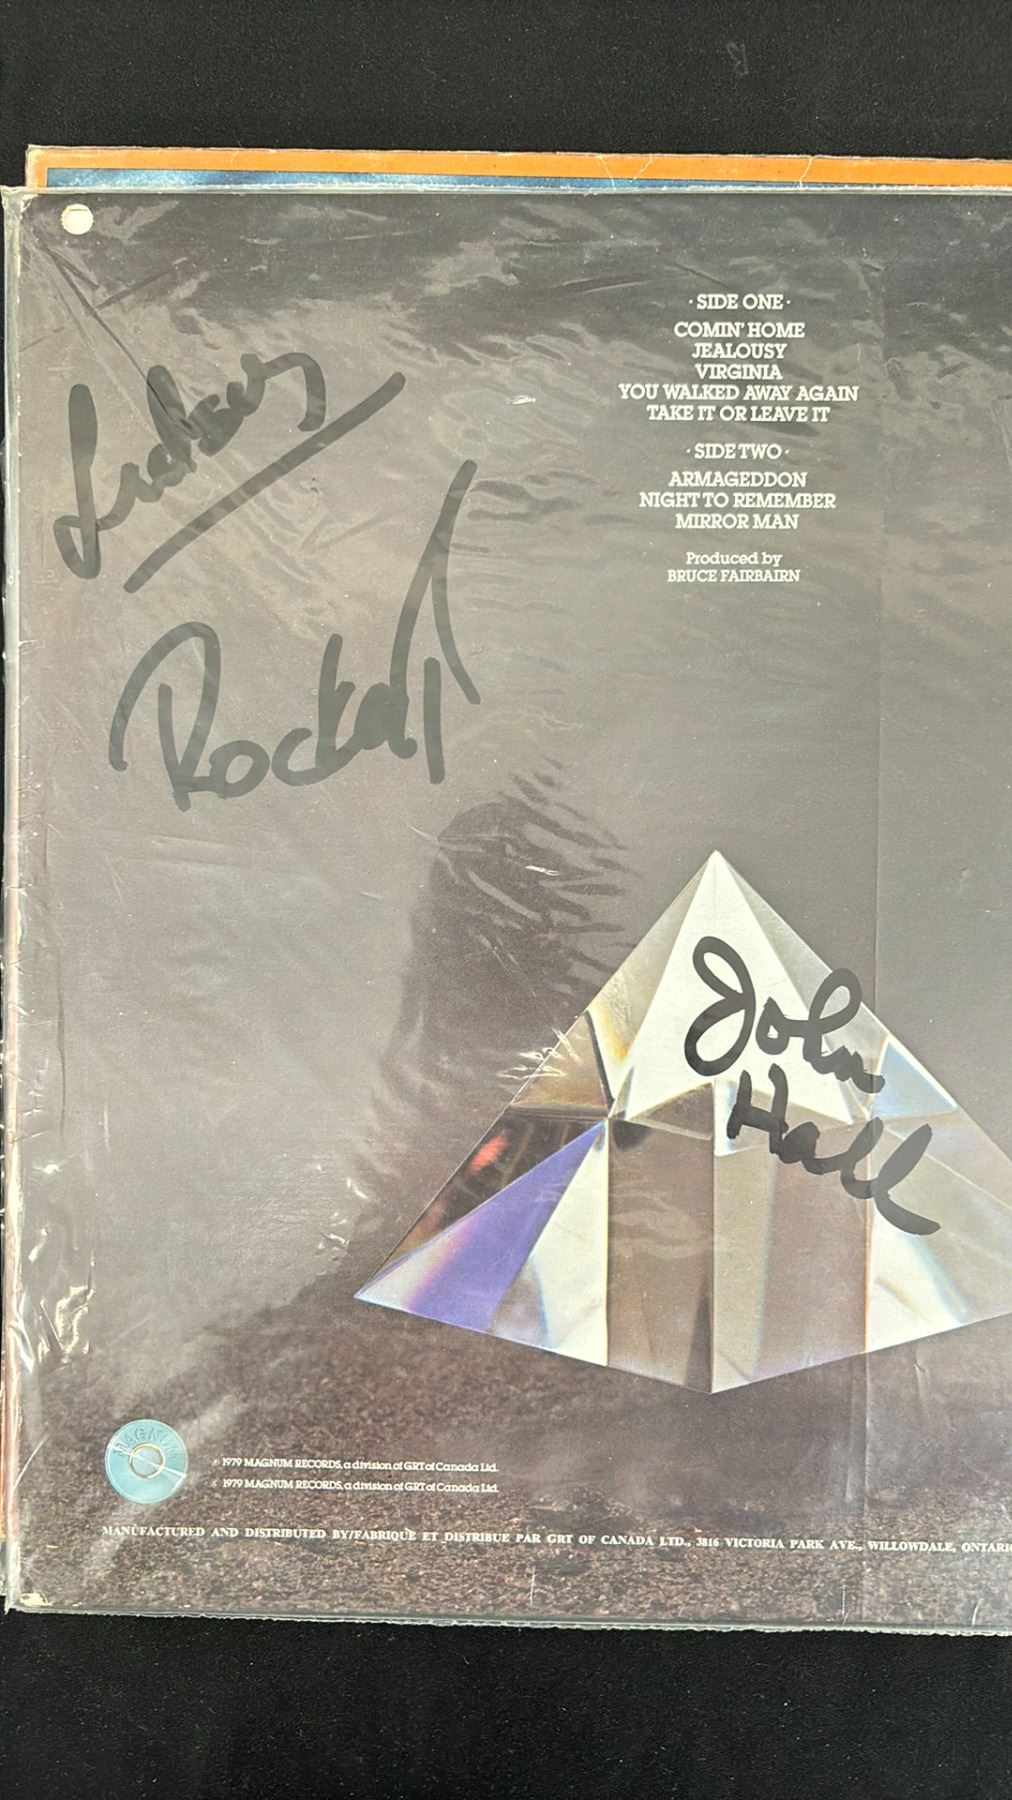 · SIDE ONE ·
COMIN' HOME
JEALOUSY
VIRGINIA
YOU WALKED AWAY AGAIN
TAKE IT OR LEAVE IT
· SIDE TWO ·
ARMAGEDDON
NIGHT TO REMEMBER
MIRROR MAN
Produced by
BRUCE FAIRBAIRN
John
Hall
MAGNUM
℗ 1979 MAGNUM RECORDS, a division of GRT of Canada Ltd.
© 1979 MAGNUM RECORDS, a division of GRT of Canada Ltd.
MANUFACTURED AND DISTRIBUTED BY/FABRIQUE ET DISTRIBUE PAR GRT OF CANADA LTD., 3816 VICTORIA PARK AVE., WILLOWDALE, ONTARI